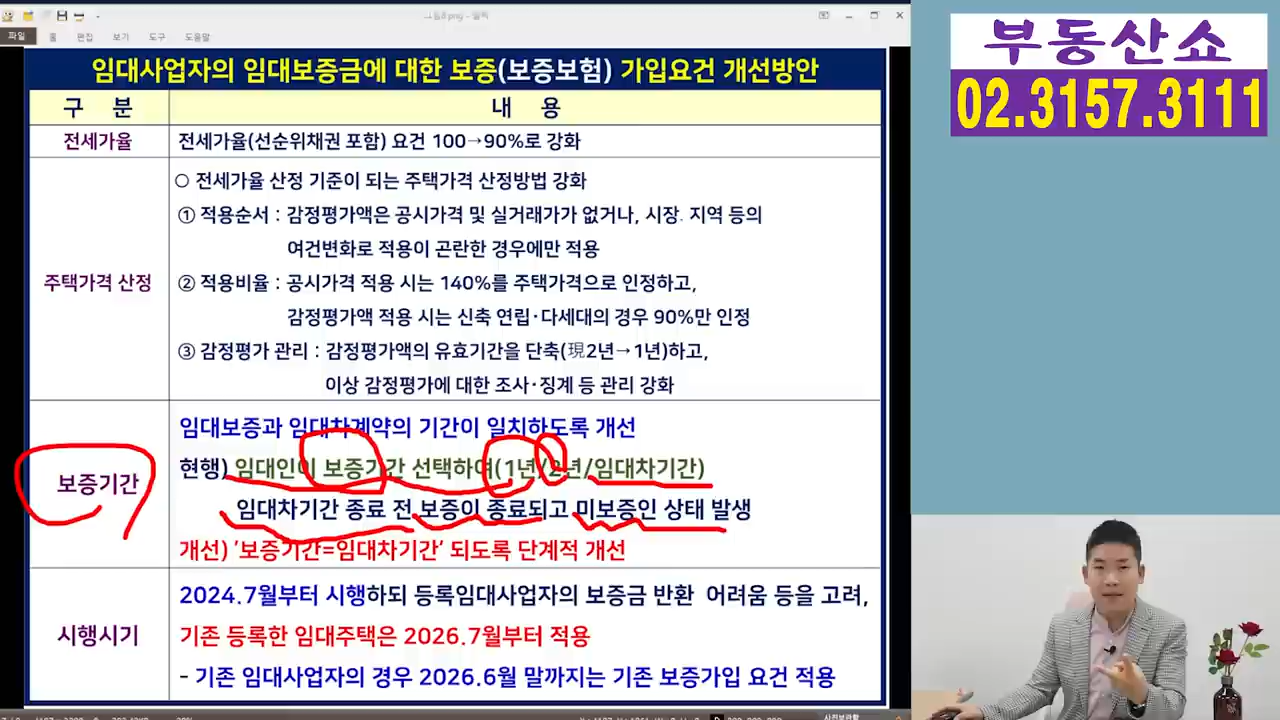 그림8.png - 알씨
파일 홈 편집 보기 도구 도움말
임대사업자의 임대보증금에 대한 보증(보증보험) 가입요건 개선방안
구 분 내 용
전세가율 전세가율(선순위채권 포함) 요건 100→90%로 강화
○ 전세가율 산정 기준이 되는 주택가격 산정방법 강화
① 적용순서 : 감정평가액은 공시가격 및 실거래가가 없거나, 시장. 지역 등의
여건변화로 적용이 곤란한 경우에만 적용
주택가격 산정 ② 적용비율 : 공시가격 적용 시는 140%를 주택가격으로 인정하고,
감정평가액 적용 시는 신축 연립·다세대의 경우 90%만 인정
③ 감정평가 관리 : 감정평가액의 유효기간을 단축(現2년→1년)하고,
이상 감정평가에 대한 조사·징계 등 관리 강화
임대보증과 임대차계약의 기간이 일치하도록 개선
현행) 임대인이 보증기간 선택하여(1년/2년/임대차기간)
보증기간 임대차기간 종료 전 보증이 종료되고 미보증인 상태 발생
개선) '보증기간=임대차기간' 되도록 단계적 개선
2024.7월부터 시행하되 등록임대사업자의 보증금 반환 어려움 등을 고려,
시행시기 기존 등록한 임대주택은 2026.7월부터 적용
- 기존 임대사업자의 경우 2026.6월 말까지는 기존 보증가입 요건 적용
부동산쇼
02.3157.3111